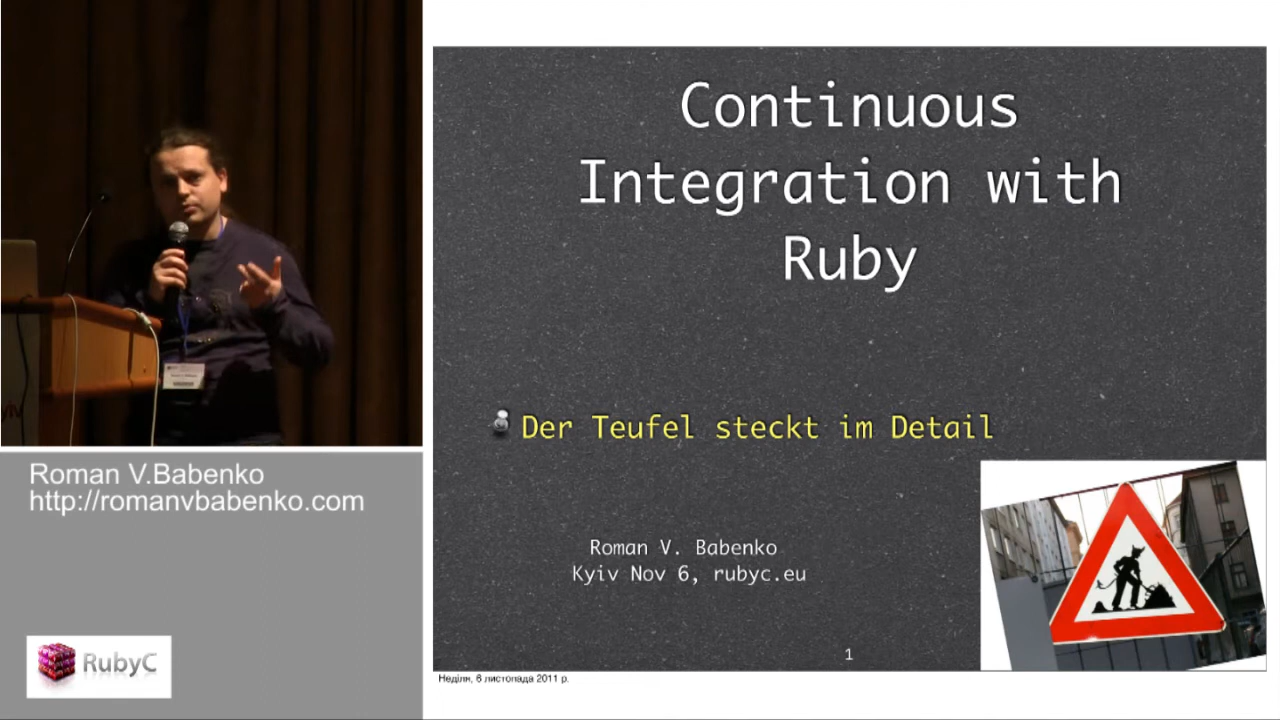 Roman V.Babenko
http://romanvbabenko.com
RubyC
Continuous
Integration with
Ruby
Der Teufel steckt im Detail
Roman V. Babenko
Kyiv Nov 6, rubyc.eu
1
Неділя, 6 листопада 2011 р.